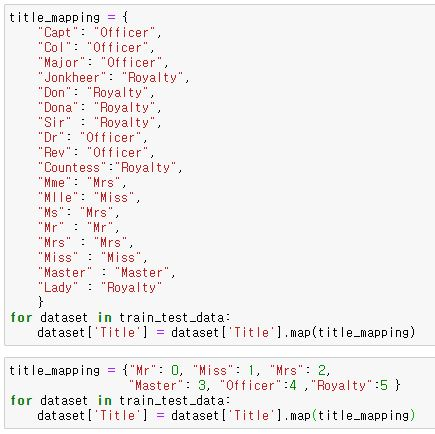 title_mapping = {
    "Capt": "Officer",
    "Col": "Officer",
    "Major": "Officer",
    "Jonkheer": "Royalty",
    "Don": "Royalty",
    "Dona": "Royalty",
    "Sir" : "Royalty",
    "Dr": "Officer",
    "Rev": "Officer",
    "Countess":"Royalty",
    "Mme": "Mrs",
    "Mlle": "Miss",
    "Ms": "Mrs",
    "Mr" : "Mr",
    "Mrs" : "Mrs",
    "Miss" : "Miss",
    "Master" : "Master",
    "Lady" : "Royalty"
    }
for dataset in train_test_data:
    dataset['Title'] = dataset['Title'].map(title_mapping)
title_mapping = {"Mr": 0, "Miss": 1, "Mrs": 2,
                 "Master": 3, "Officer":4 ,"Royalty":5 }
for dataset in train_test_data:
    dataset['Title'] = dataset['Title'].map(title_mapping)